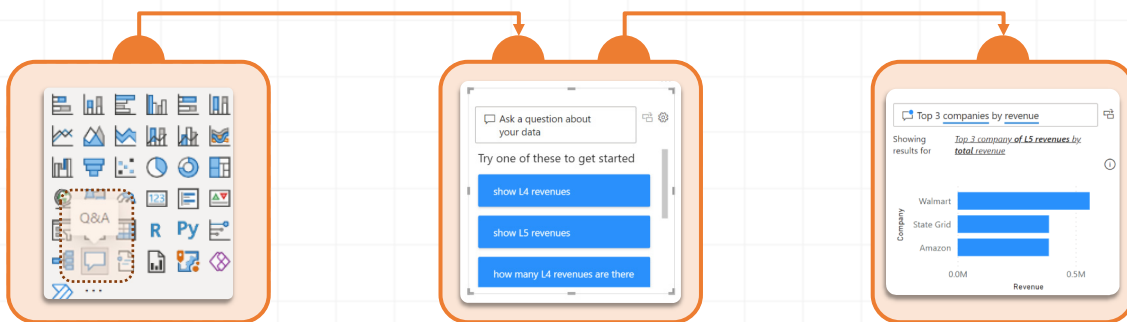 123
Q&A
R
Py
...
Ask a question about
your data
Try one of these to get started
show L4 revenues
show L5 revenues
how many L4 revenues are there
Top 3 companies by revenue
Showing
results for
Top 3 company of L5 revenues by
total revenue
Company
Walmart
State Grid
Amazon
0.0M
0.5M
Revenue